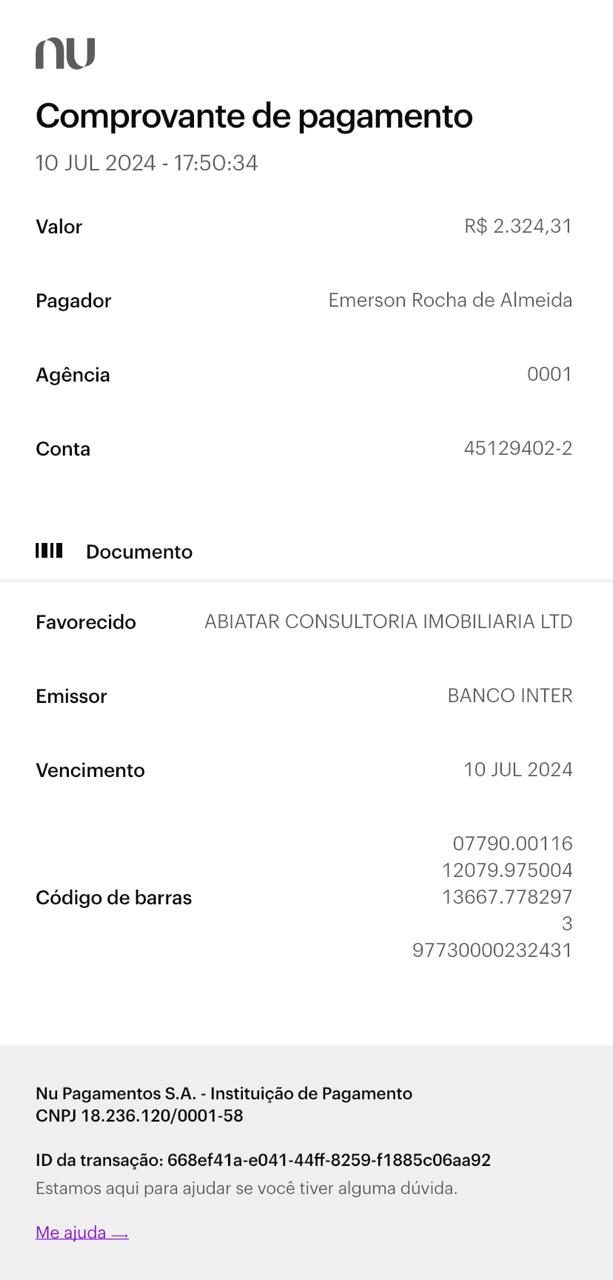 nu
Comprovante de pagamento
10 JUL 2024 - 17:50:34
Valor R$ 2.324,31
Pagador Emerson Rocha de Almeida
Agência 0001
Conta 45129402-2
Documento
Favorecido ABIATAR CONSULTORIA IMOBILIARIA LTD
Emissor BANCO INTER
Vencimento 10 JUL 2024
07790.00116
12079.975004
Código de barras 13667.778297
3
97730000232431
Nu Pagamentos S.A. - Instituição de Pagamento
CNPJ 18.236.120/0001-58
ID da transação: 668ef41a-e041-44ff-8259-f1885c06aa92
Estamos aqui para ajudar se você tiver alguma dúvida.
Me ajuda →